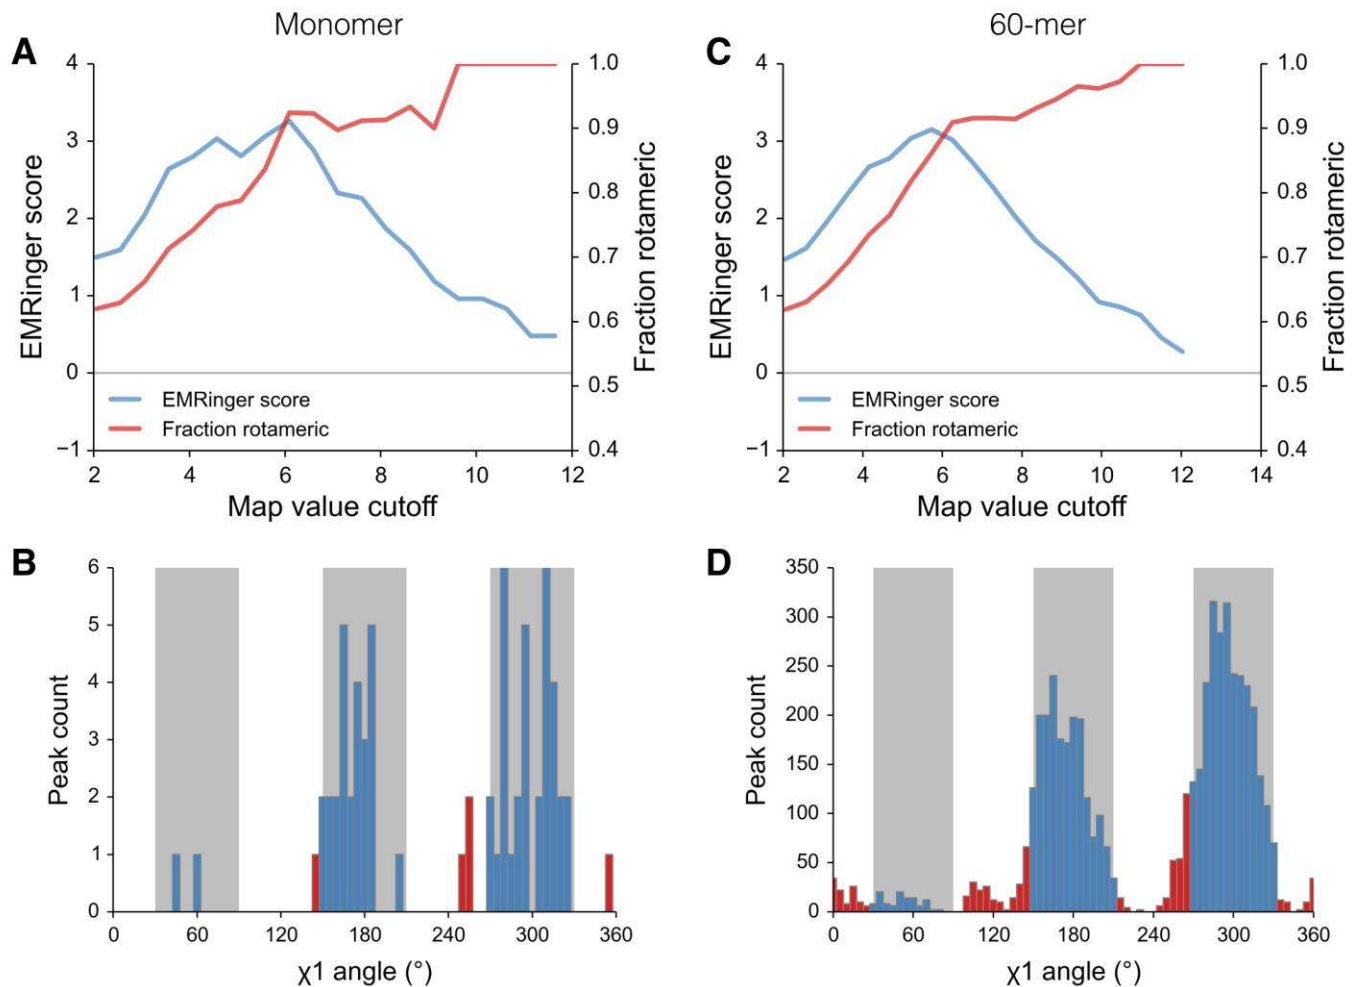 Monomer
60-mer
A
C
4
3
2
1
0
−1
EMRinger score
1.0
0.9
0.8
0.7
0.6
0.5
0.4
Fraction rotameric
EMRinger score
Fraction rotameric
2 4 6 8 10 12
Map value cutoff
4
3
2
1
0
−1
EMRinger score
1.0
0.9
0.8
0.7
0.6
0.5
0.4
Fraction rotameric
EMRinger score
Fraction rotameric
2 4 6 8 10 12 14
Map value cutoff
B
D
6
5
4
3
2
1
0
Peak count
0 60 120 180 240 300 360
χ1 angle (°)
350
300
250
200
150
100
50
0
Peak count
0 60 120 180 240 300 360
χ1 angle (°)